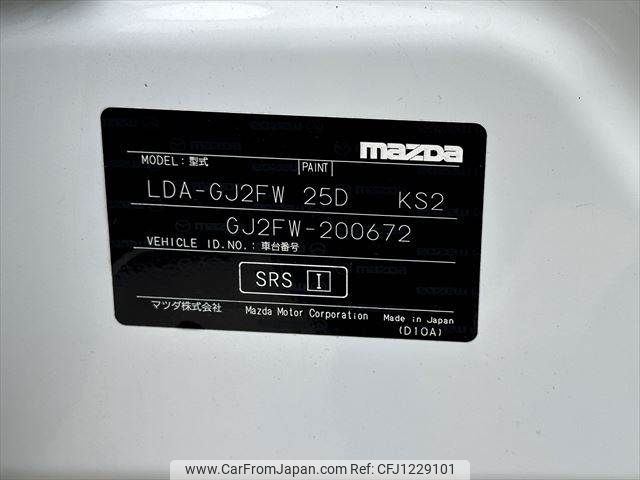 mazda
MODEL: 型式 PAINT
LDA-GJ2FW 25D KS2
GJ2FW-200672
VEHICLE ID.NO.: 車台番号
SRS I
マツダ株式会社 Mazda Motor Corporation Made in Japan
(D10A)
www.CarFromJapan.com - CFJ1229101